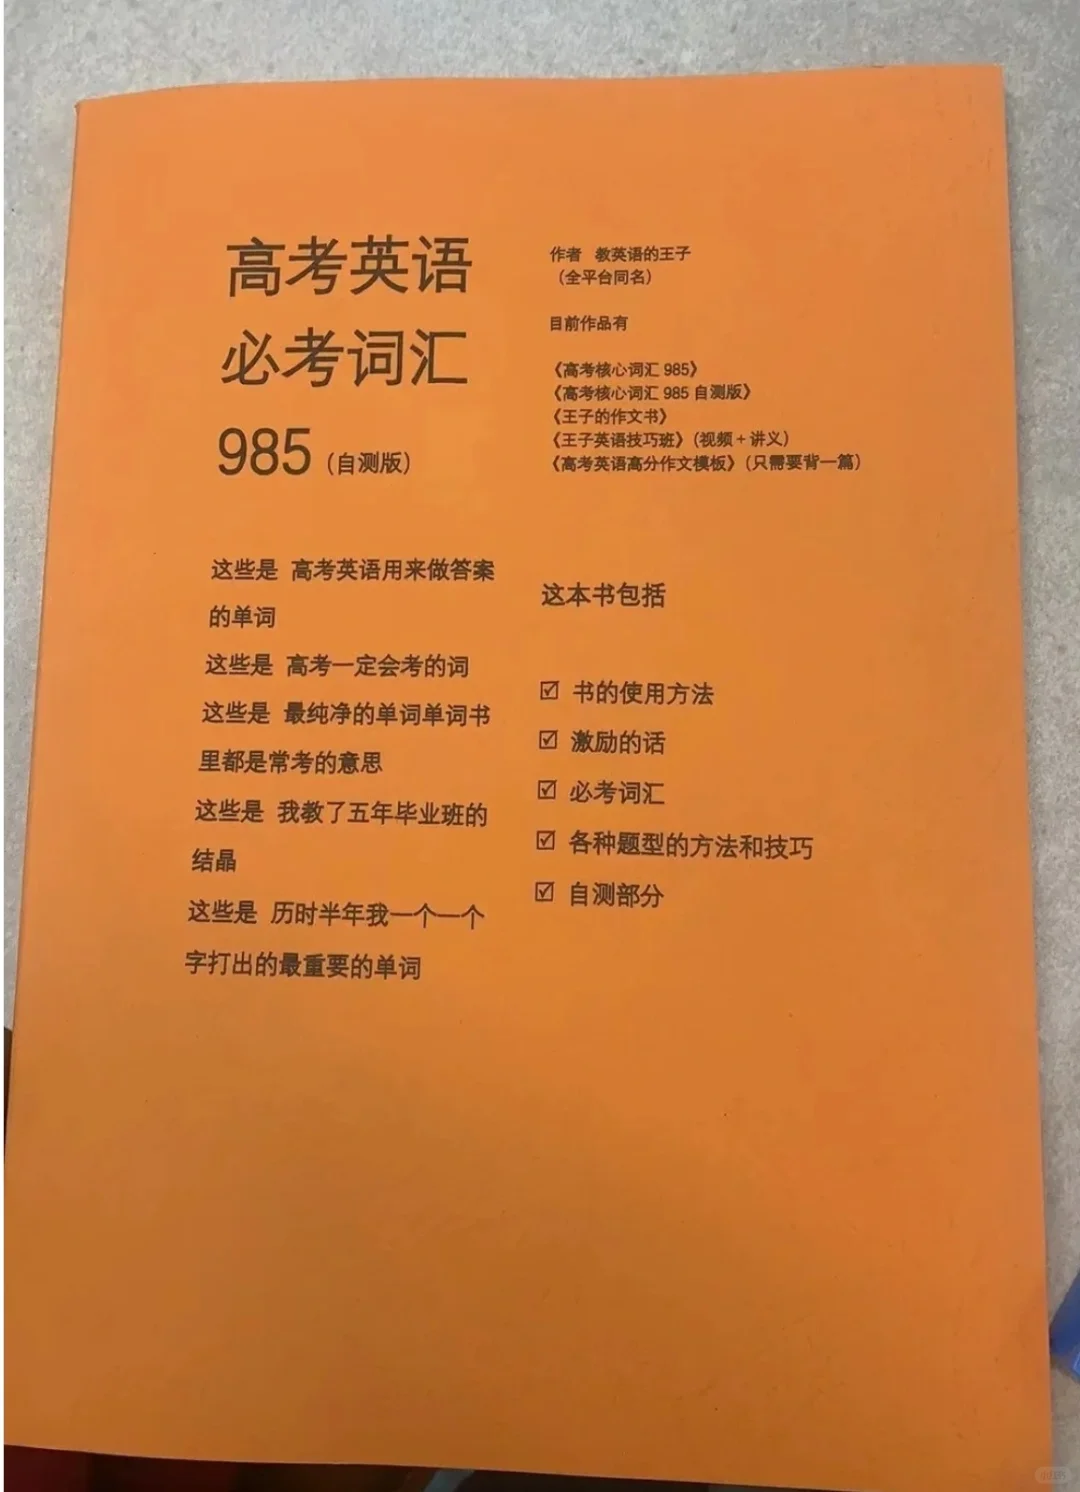 高考英语
必考词汇
985（自测版）
作者 教英语的王子
（全平台同名）
目前作品有
《高考核心词汇 985》
《高考核心词汇 985 自测版》
《王子的作文书》
《王子英语技巧班》（视频+讲义）
《高考英语高分作文模板》（只需要背一篇）
这些是 高考英语用来做答案
的单词
这些是 高考一定会考的词
这些是 最纯净的单词单词书
里都是常考的意思
这些是 我教了五年毕业班的
结晶
这些是 历时半年我一个一个
字打出的最重要的单词
这本书包括
☑ 书的使用方法
☑ 激励的话
☑ 必考词汇
☑ 各种题型的方法和技巧
☑ 自测部分